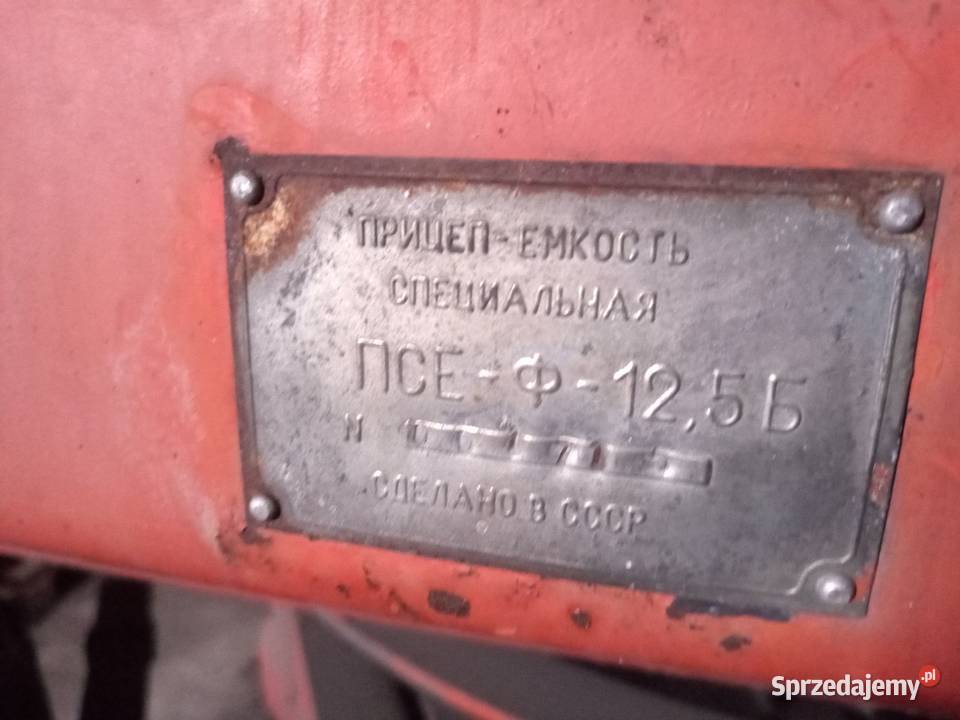 ПРИЦЕП-ЕМКОСТЬ
СПЕЦИАЛЬНАЯ
ПСЕ-Ф-12,5Б
N
СДЕЛАНО В СССР
Sprzedajemy.pl